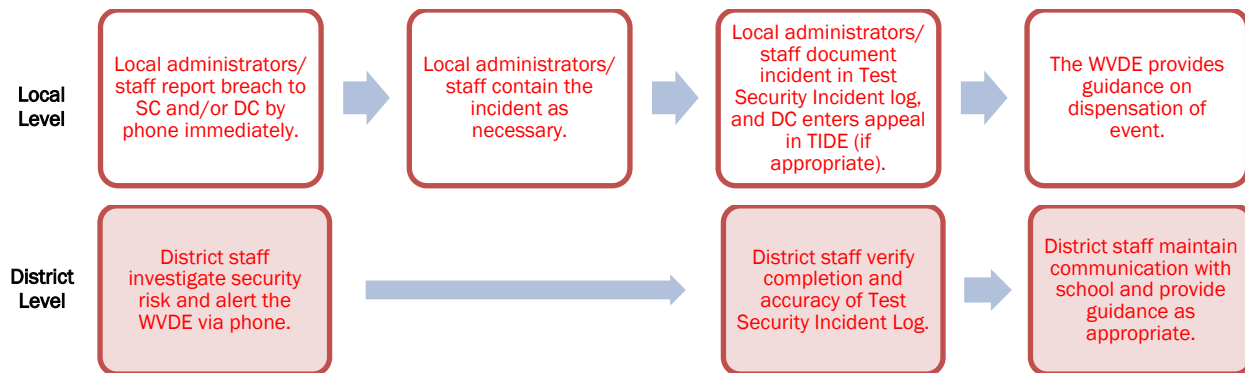 Local
Level
Local administrators/
staff report breach to
SC and/or DC by
phone immediately.
Local administrators/
staff contain the
incident as
necessary.
Local administrators/
staff document
incident in Test
Security Incident log,
and DC enters appeal
in TIDE (if
appropriate).
The WVDE provides
guidance on
dispensation of
event.
District
Level
District staff
investigate security
risk and alert the
WVDE via phone.
District staff verify
completion and
accuracy of Test
Security Incident Log.
District staff maintain
communication with
school and provide
guidance as
appropriate.